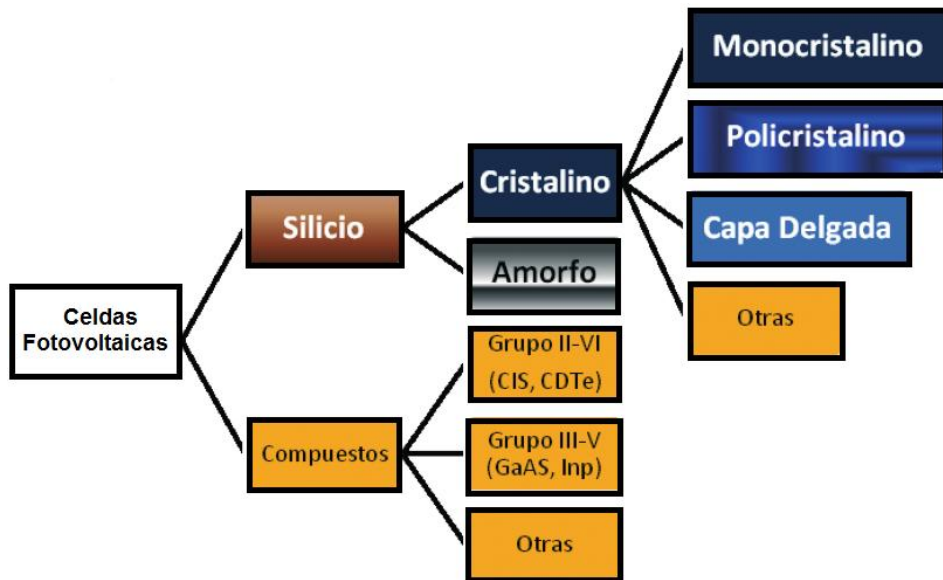 Monocristalino
Policristalino
Cristalino
Capa Delgada
Silicio
Amorfo
Otras
Celdas
Fotovoltaicas
Grupo II-VI
(CIS, CDTe)
Compuestos
Grupo III-V
(GaAS, Inp)
Otras